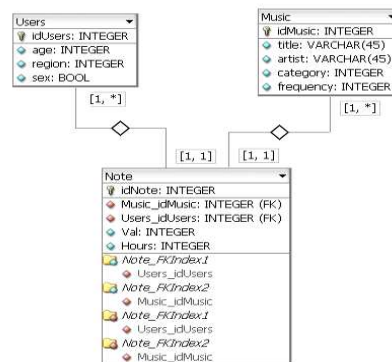 Users
idUsers: INTEGER
age: INTEGER
region: INTEGER
sex: BOOL
[1, *]
Music
idMusic: INTEGER
title: VARCHAR(45)
artist: VARCHAR(45)
category: INTEGER
frequency: INTEGER
[1, *]
[1, 1]
[1, 1]
Note
idNote: INTEGER
Music_idMusic: INTEGER (FK)
Users_idUsers: INTEGER (FK)
Val: INTEGER
Hours: INTEGER
Note_FKIndex1
Users_idUsers
Note_FKIndex2
Music_idMusic
Note_FKIndex1
Users_idUsers
Note_FKIndex2
Music_idMusic